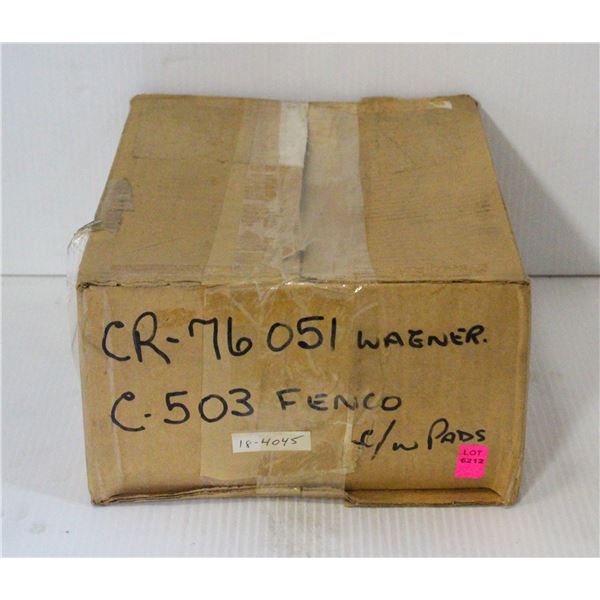 CR-76051 WAGNER.
C-503 FENCO
c/w PADS
18-4045
LOT
6212